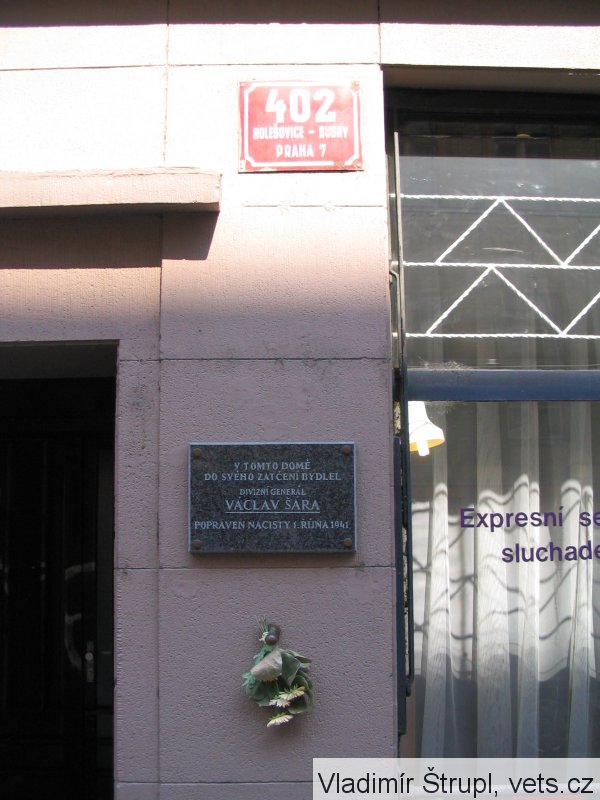 402
HOLEŠOVICE - BUBNY
PRAHA 7
V TOMTO DOMĚ
DO SVÉHO ZATČENÍ BYDLEL
DIVIZNÍ GENERÁL
VÁCLAV ŠÁRA
POPRAVEN NACISTY 1. ŘÍJNA 1941
Expresní se
sluchade
Vladimír Štrupl, vets.cz